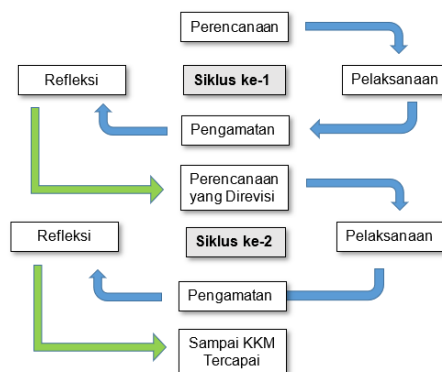 Perencanaan
Refleksi
Siklus ke-1
Pelaksanaan
Pengamatan
Perencanaan
yang Direvisi
Refleksi
Siklus ke-2
Pelaksanaan
Pengamatan
Sampai KKM
Tercapai